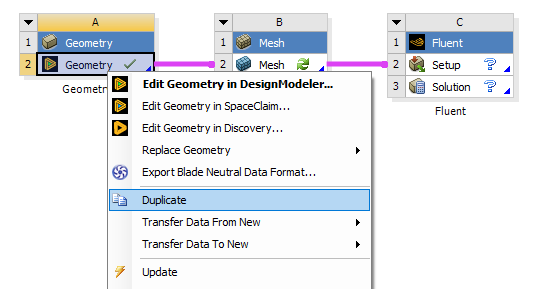 A
1 Geometry
2 Geometry
B
1 Mesh
2 Mesh
C
1 Fluent
2 Setup ?
3 Solution ?
Fluent
Geometr
Edit Geometry in DesignModeler...
Edit Geometry in SpaceClaim...
Edit Geometry in Discovery...
Replace Geometry
Export Blade Neutral Data Format...
Duplicate
Transfer Data From New
Transfer Data To New
Update